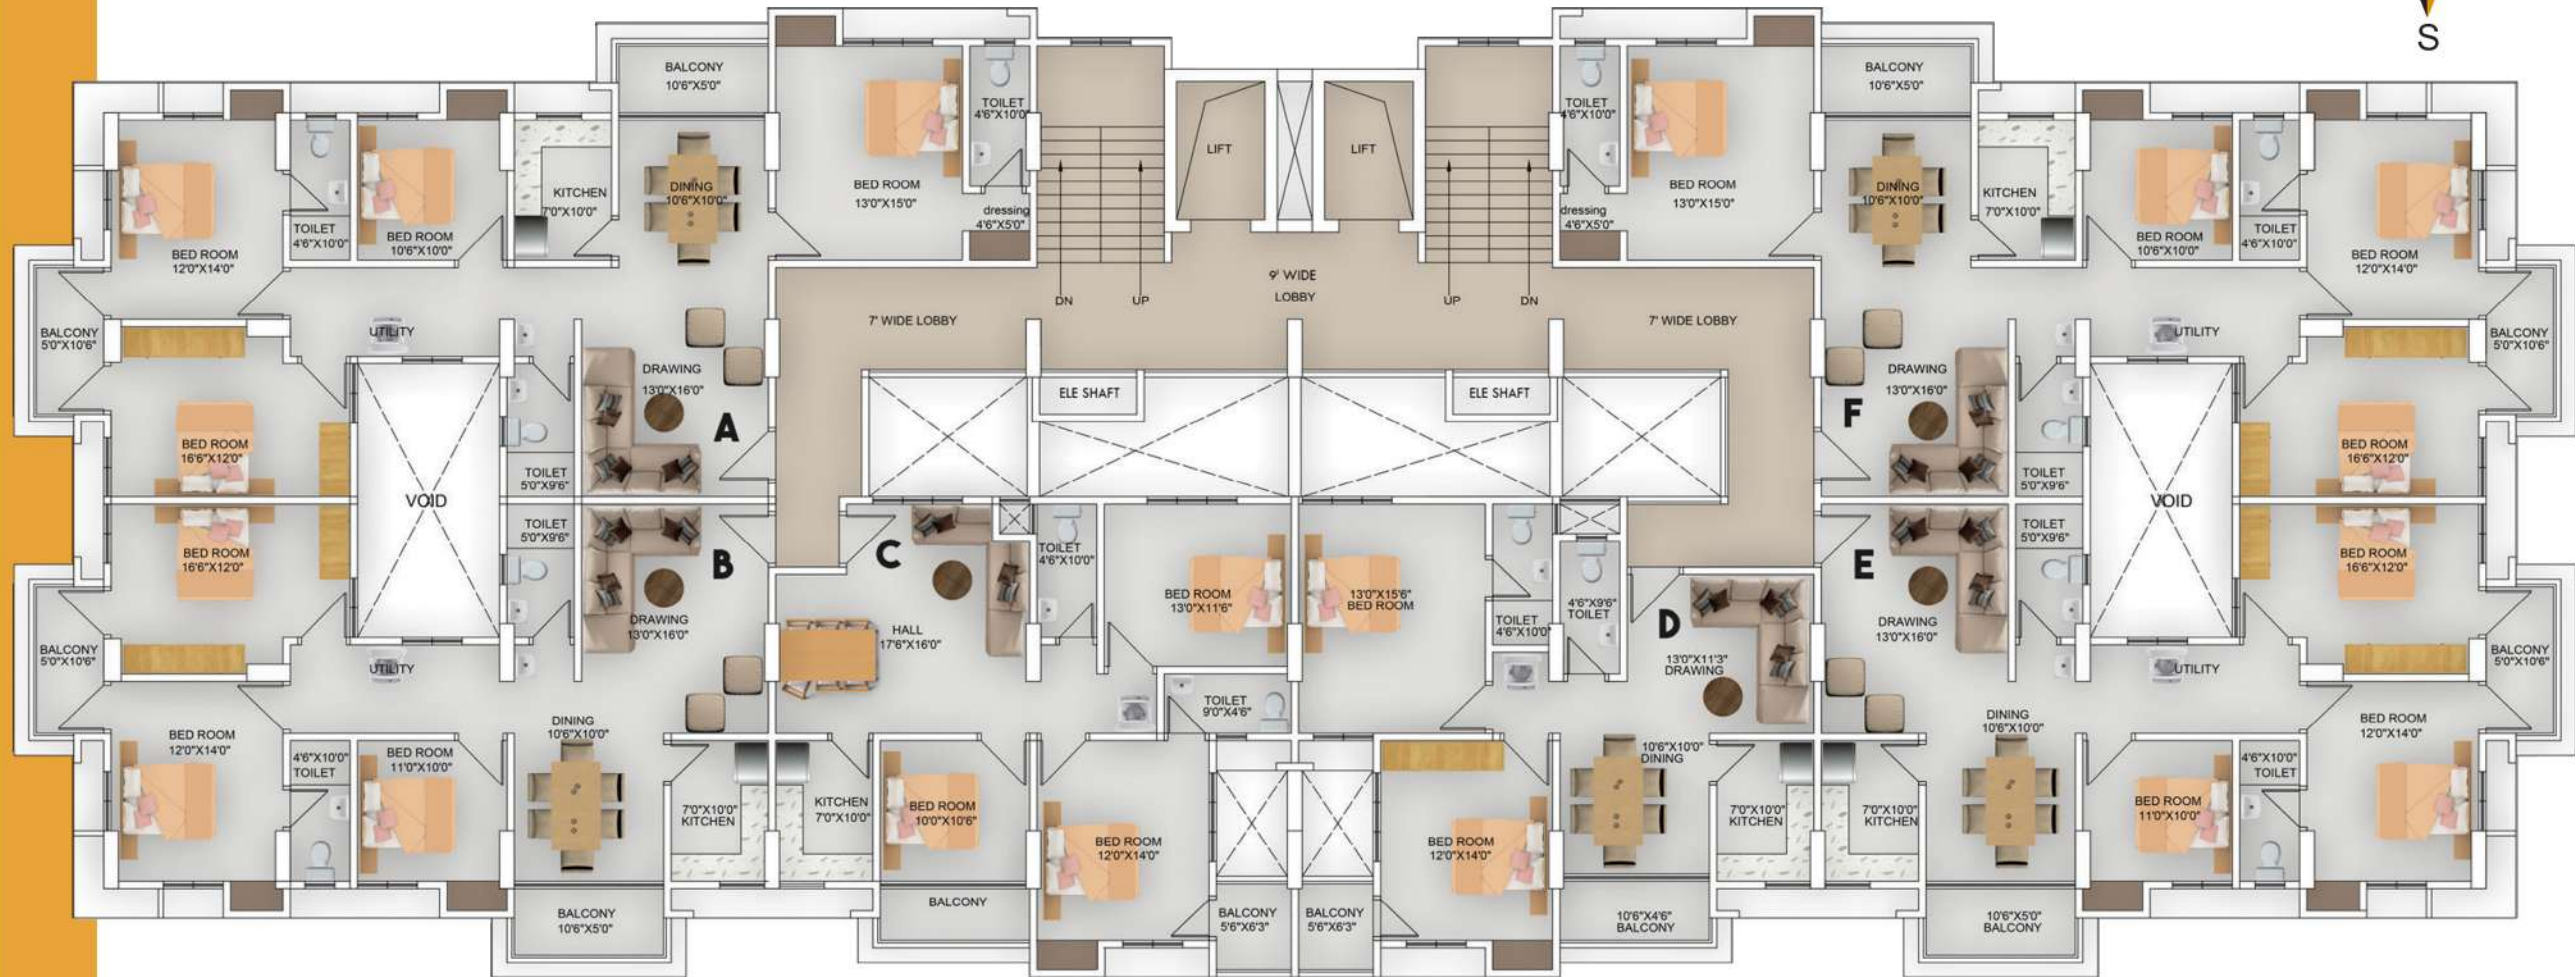 S
BALCONY
10'6"X5'0"
TOILET
4'6"X10'0"
BED ROOM
13'0"X15'0"
dressing
4'6"X5'0"
DINING
10'6"X10'0"
KITCHEN
7'0"X10'0"
BED ROOM
10'6"X10'0"
TOILET
4'6"X10'0"
BED ROOM
12'0"X14'0"
BALCONY
5'0"X10'6"
UTILITY
DRAWING
13'0"X16'0"
A
BED ROOM
16'6"X12'0"
TOILET
5'0"X9'6"
VOID
LIFT
LIFT
9' WIDE
LOBBY
DN
UP
UP
DN
7' WIDE LOBBY
7' WIDE LOBBY
ELE SHAFT
ELE SHAFT
TOILET
4'6"X10'0"
BED ROOM
13'0"X15'0"
dressing
4'6"X5'0"
BALCONY
10'6"X5'0"
DINING
10'6"X10'0"
KITCHEN
7'0"X10'0"
BED ROOM
10'6"X10'0"
TOILET
4'6"X10'0"
BED ROOM
12'0"X14'0"
UTILITY
BALCONY
5'0"X10'6"
DRAWING
13'0"X16'0"
F
TOILET
5'0"X9'6"
BED ROOM
16'6"X12'0"
VOID
TOILET
5'0"X9'6"
BED ROOM
16'6"X12'0"
B
DRAWING
13'0"X16'0"
BALCONY
5'0"X10'6"
UTILITY
BED ROOM
12'0"X14'0"
4'6"X10'0"
TOILET
BED ROOM
11'0"X10'0"
DINING
10'6"X10'0"
7'0"X10'0"
KITCHEN
BALCONY
10'6"X5'0"
C
HALL
17'6"X16'0"
TOILET
4'6"X10'0"
BED ROOM
13'0"X11'6"
TOILET
9'0"X4'6"
KITCHEN
7'0"X10'0"
BED ROOM
10'0"X10'6"
BED ROOM
12'0"X14'0"
BALCONY
BALCONY
5'6"X6'3"
13'0"X15'6"
BED ROOM
TOILET
4'6"X10'0"
4'6"X9'6"
TOILET
D
13'0"X11'3"
DRAWING
10'6"X10'0"
DINING
7'0"X10'0"
KITCHEN
BED ROOM
12'0"X14'0"
BALCONY
5'6"X6'3"
10'6"X4'6"
BALCONY
E
DRAWING
13'0"X16'0"
TOILET
5'0"X9'6"
BED ROOM
16'6"X12'0"
BALCONY
5'0"X10'6"
UTILITY
DINING
10'6"X10'0"
7'0"X10'0"
KITCHEN
BED ROOM
11'0"X10'0"
4'6"X10'0"
TOILET
BED ROOM
12'0"X14'0"
10'6"X5'0"
BALCONY